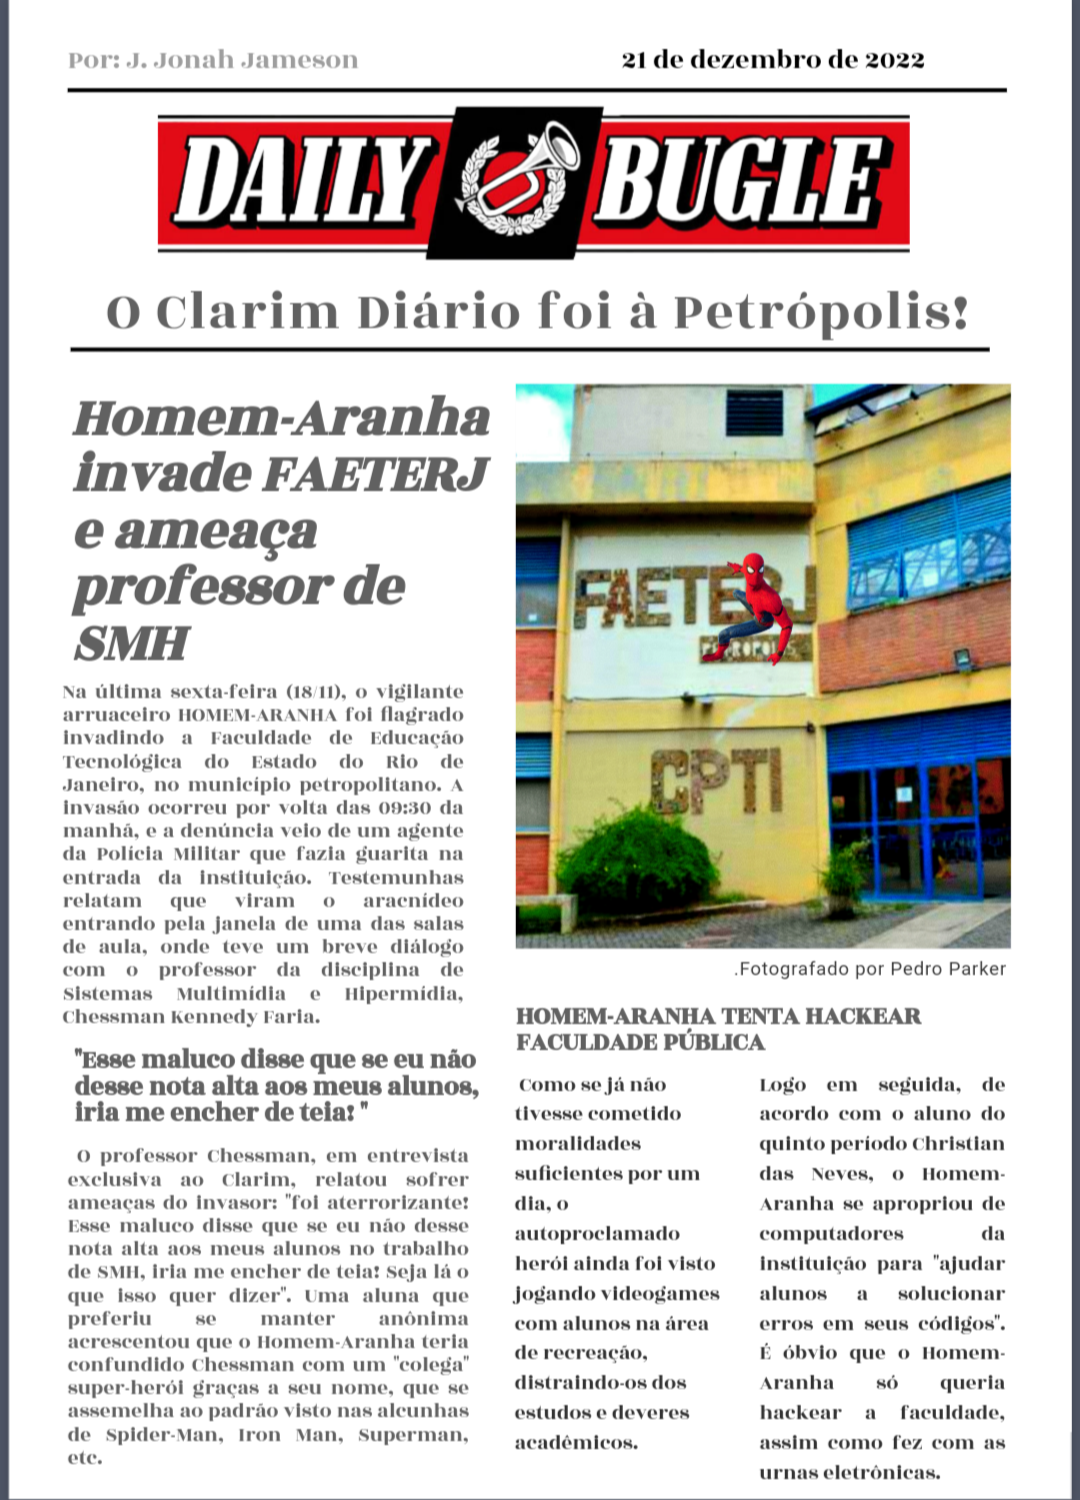 Por: J. Jonah Jameson
21 de dezembro de 2022
DAILY BUGLE
O Clarim Diário foi à Petrópolis!
Homem-Aranha
invade FAETERJ
e ameaça
professor de
SMH
Na última sexta-feira (18/11), o vigilante
arruaceiro HOMEM-ARANHA foi flagrado
invadindo a Faculdade de Educação
Tecnológica do Estado do Rio de
Janeiro, no município petropolitano. A
invasão ocorreu por volta das 09:30 da
manhã, e a denúncia veio de um agente
da Polícia Militar que fazia guarita na
entrada da instituição. Testemunhas
relatam que viram o aracnídeo
entrando pela janela de uma das salas
de aula, onde teve um breve diálogo
com o professor da disciplina de
Sistemas Multimídia e Hipermídia,
Chessman Kennedy Faria.
"Esse maluco disse que se eu não
desse nota alta aos meus alunos,
iria me encher de teia! "
O professor Chessman, em entrevista
exclusiva ao Clarim, relatou sofrer
ameaças do invasor: "foi aterrorizante!
Esse maluco disse que se eu não desse
nota alta aos meus alunos no trabalho
de SMH, iria me encher de teia! Seja lá o
que isso quer dizer". Uma aluna que
preferiu se manter anônima
acrescentou que o Homem-Aranha teria
confundido Chessman com um "colega"
super-herói graças a seu nome, que se
assemelha ao padrão visto nas alcunhas
de Spider-Man, Iron Man, Superman,
etc.
FAETERJ
PETRÓPOLIS
CPTI
.Fotografado por Pedro Parker
HOMEM-ARANHA TENTA HACKEAR
FACULDADE PÚBLICA
Como se já não
tivesse cometido
moralidades
suficientes por um
dia, o
autoproclamado
herói ainda foi visto
jogando videogames
com alunos na área
de recreação,
distraindo-os dos
estudos e deveres
acadêmicos.
Logo em seguida, de
acordo com o aluno do
quinto período Christian
das Neves, o Homem-
Aranha se apropriou de
computadores da
instituição para "ajudar
alunos a solucionar
erros em seus códigos".
É óbvio que o Homem-
Aranha só queria
hackear a faculdade,
assim como fez com as
urnas eletrônicas.